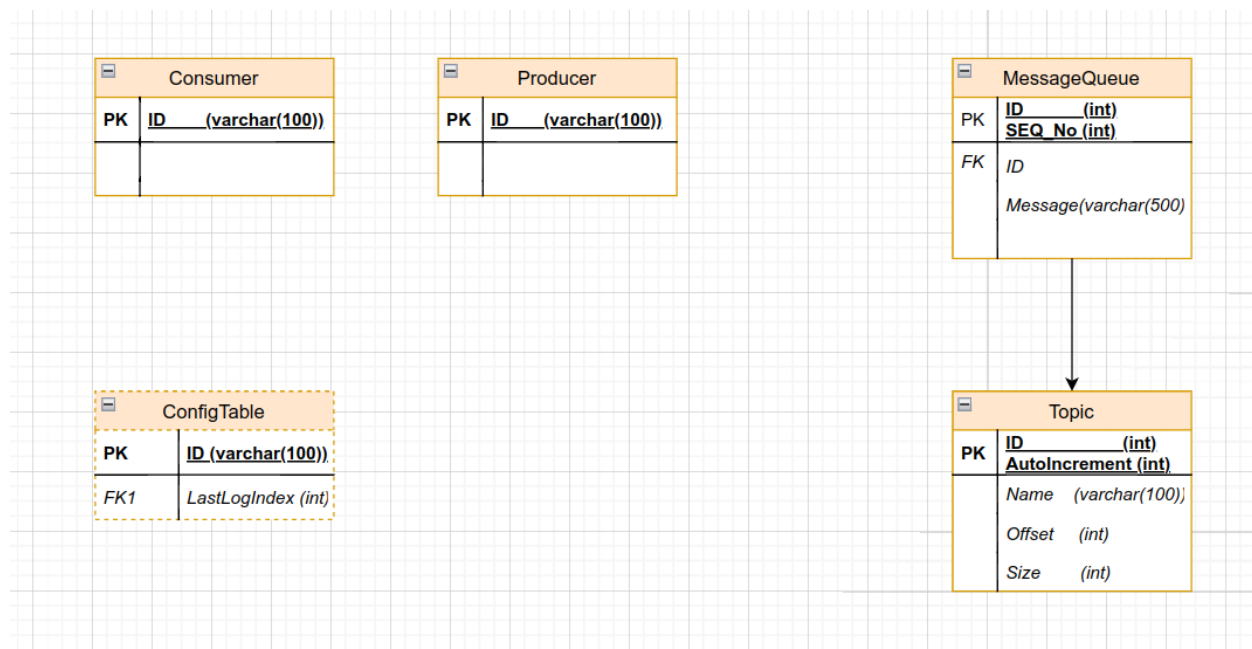 Consumer
PK ID (varchar(100))
Producer
PK ID (varchar(100))
MessageQueue
PK ID (int)
SEQ_No (int)
FK ID
Message(varchar(500)
ConfigTable
PK ID (varchar(100))
FK1 LastLogIndex (int)
Topic
PK ID (int)
AutoIncrement (int)
Name (varchar(100))
Offset (int)
Size (int)